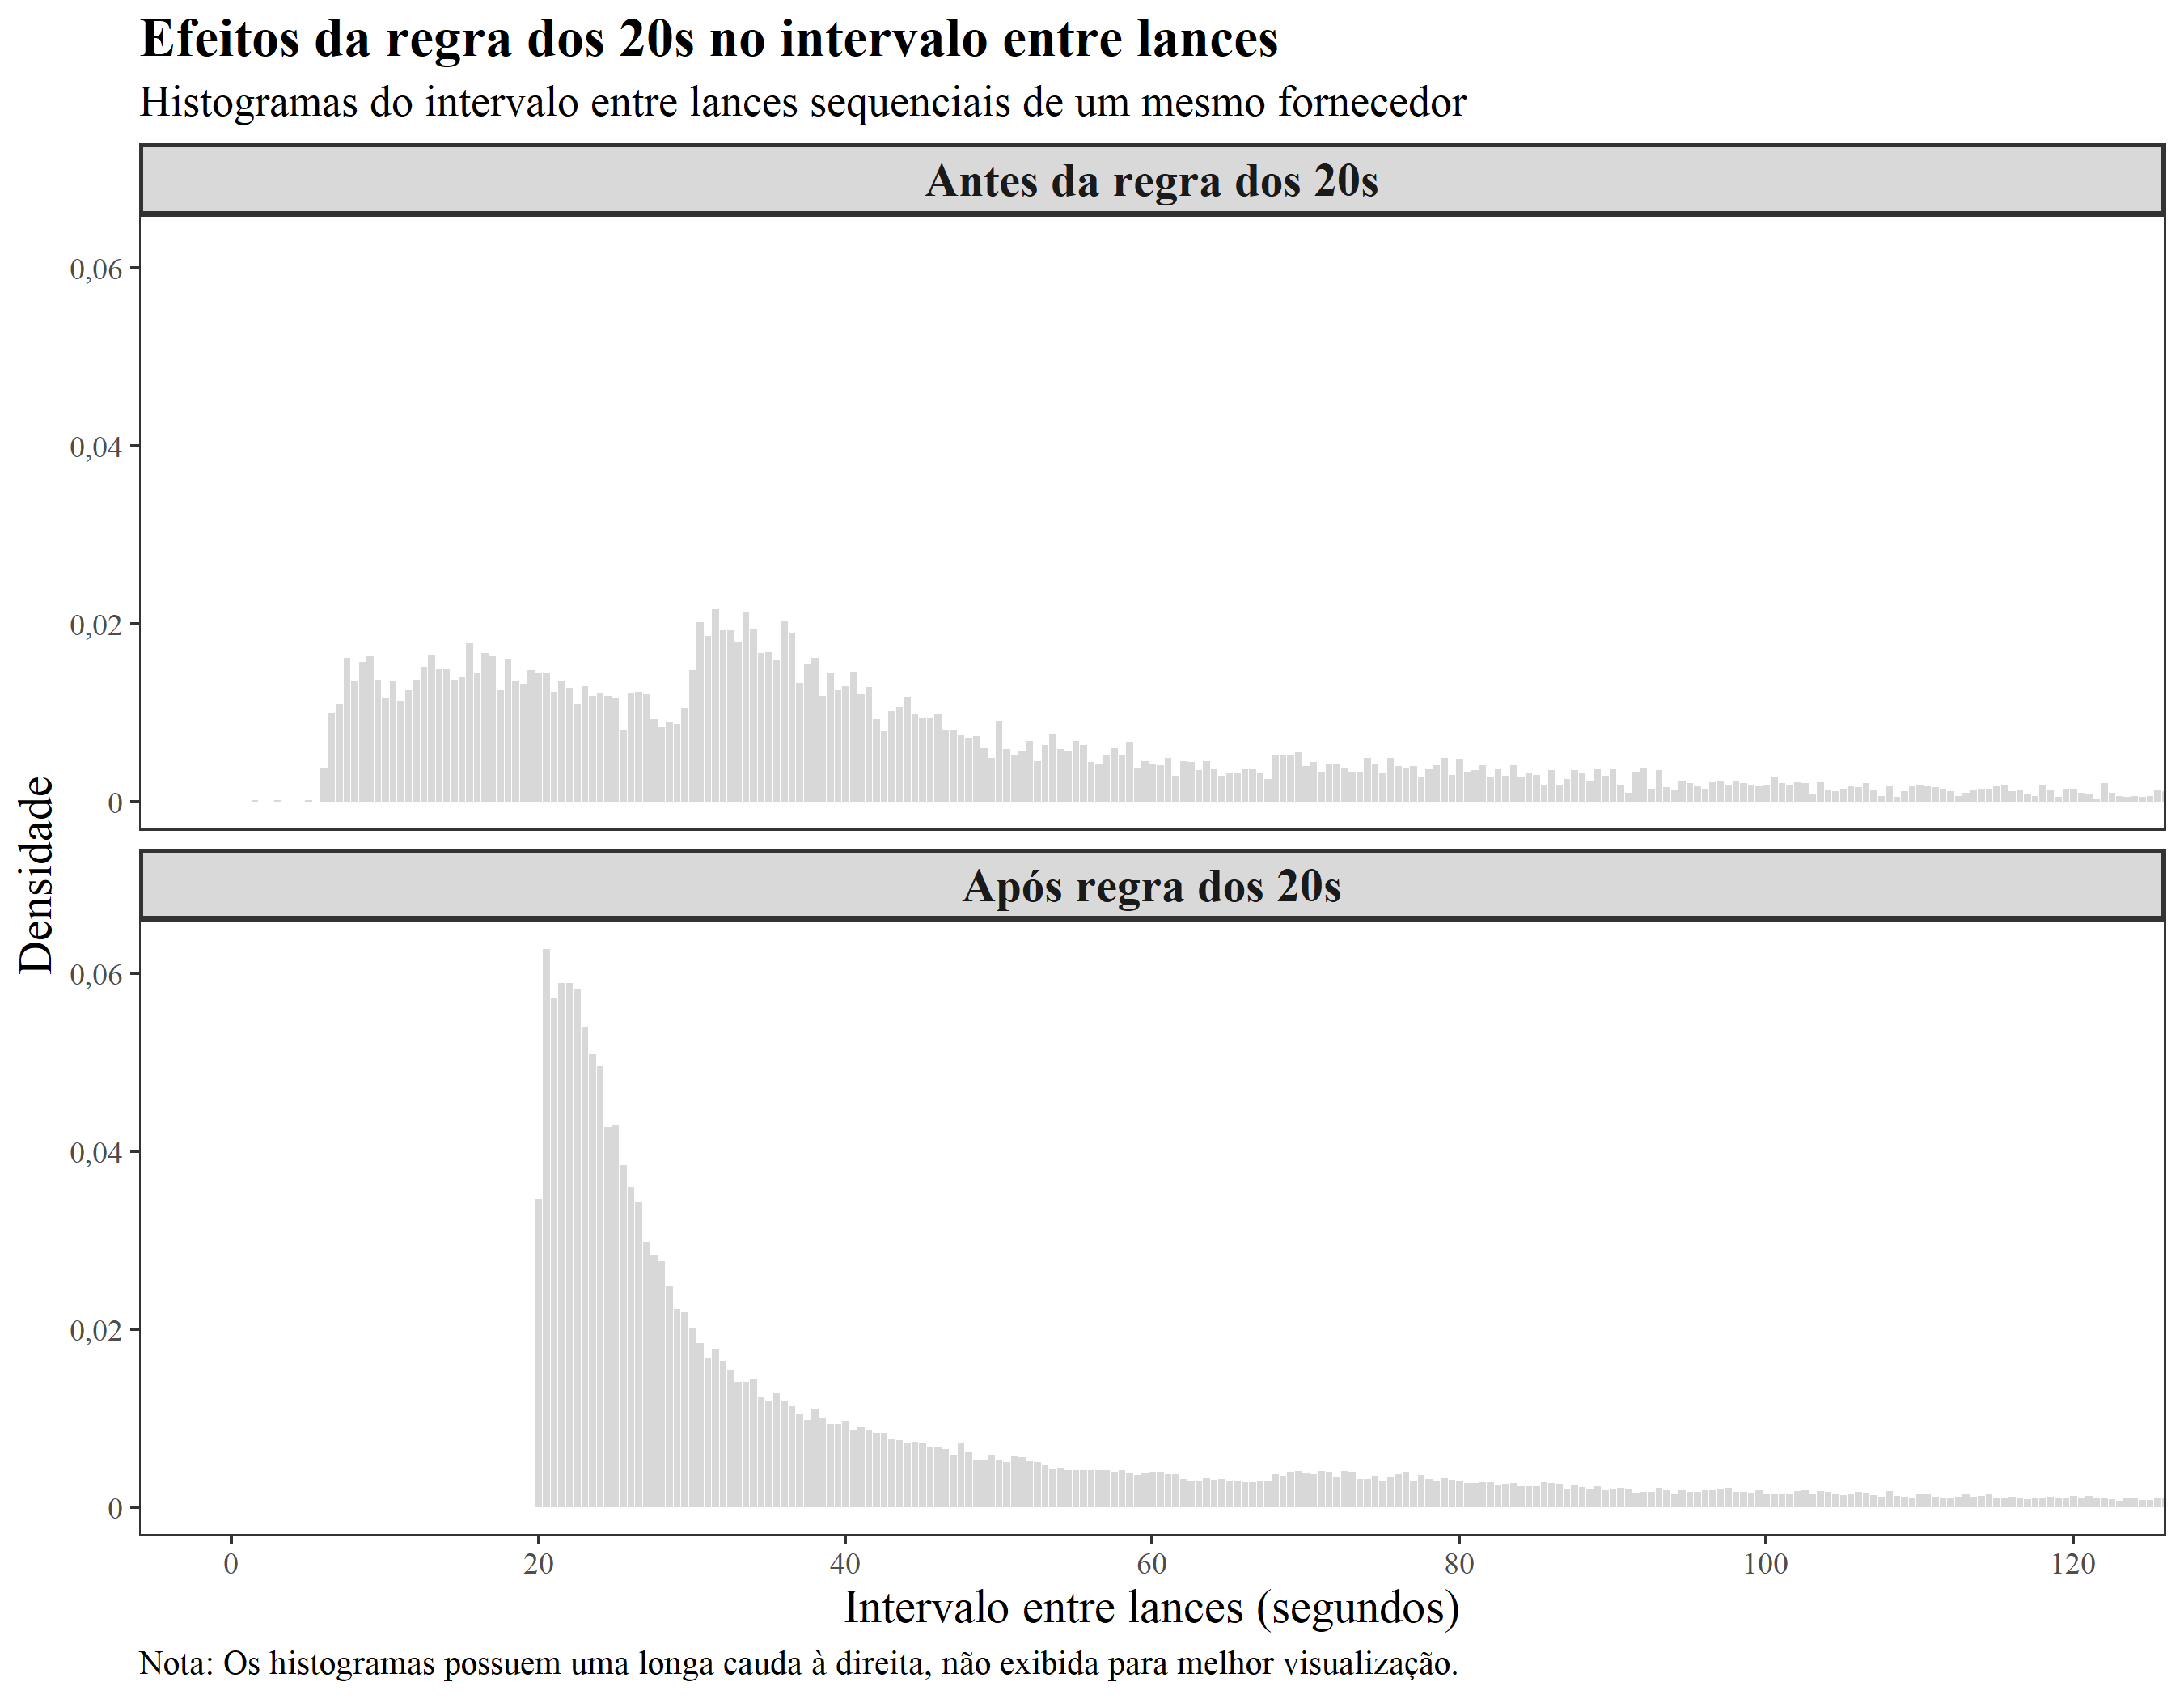 Efeitos da regra dos 20s no intervalo entre lances
Histogramas do intervalo entre lances sequenciais de um mesmo fornecedor
Antes da regra dos 20s
0,06
0,04
0,02
0
Densidade
Após regra dos 20s
0,06
0,04
0,02
0
0 20 40 60 80 100 120
Intervalo entre lances (segundos)
Nota: Os histogramas possuem uma longa cauda à direita, não exibida para melhor visualização.